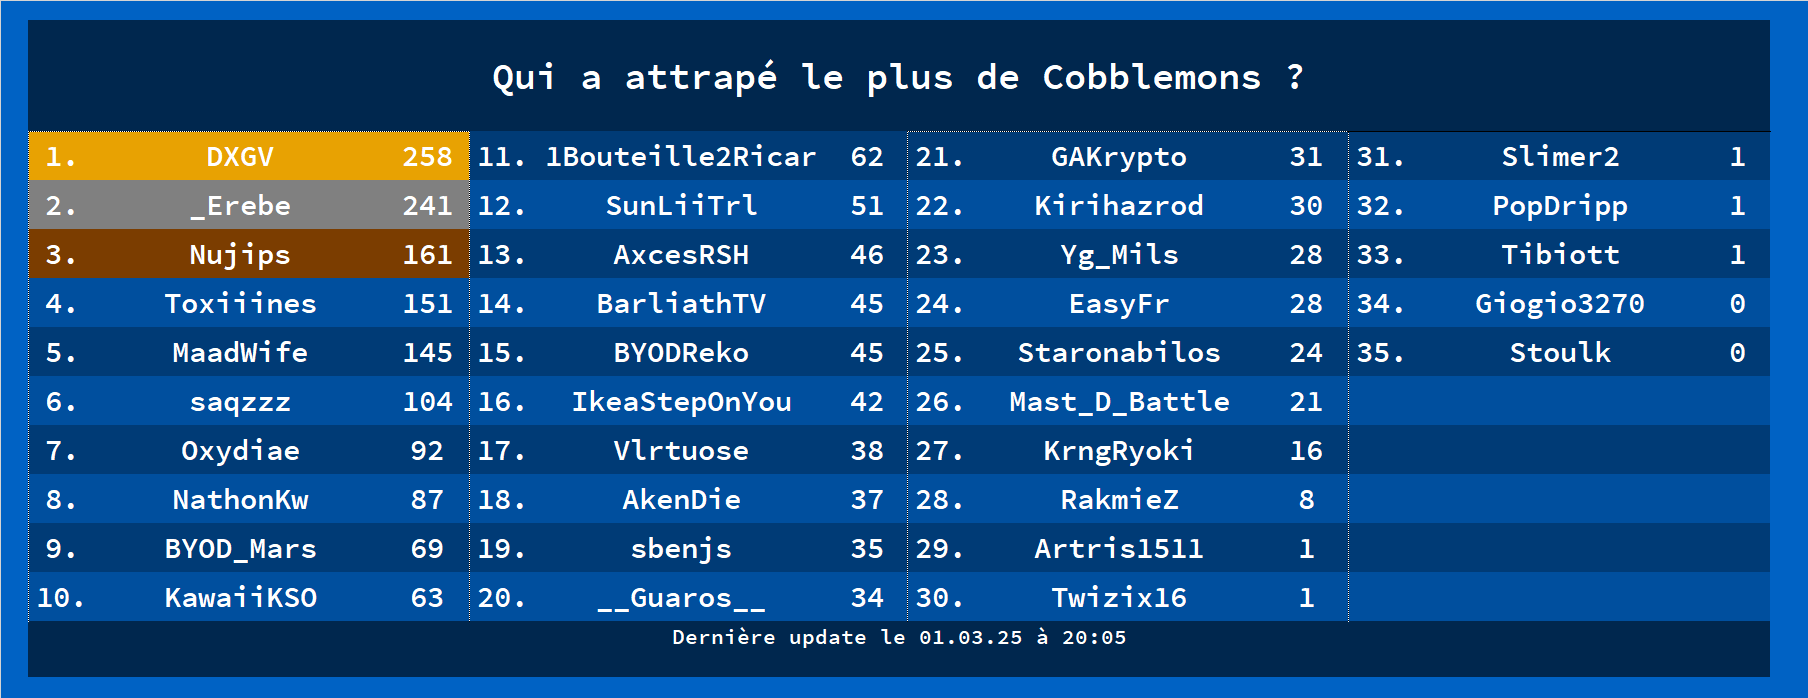 Qui a attrapé le plus de Cobblemons ?
1. DXGV 258
2. _Erebe 241
3. Nujips 161
4. Toxiiines 151
5. MaadWife 145
6. saqzzz 104
7. Oxydiae 92
8. NathonKw 87
9. BYOD_Mars 69
10. KawaiiKSO 63
11. 1Bouteille2Ricar 62
12. SunLiiTrl 51
13. AxcesRSH 46
14. BarliathTV 45
15. BYODReko 45
16. IkeaStepOnYou 42
17. Vlrtuose 38
18. AkenDie 37
19. sbenjs 35
20. __Guaros__ 34
21. GAKrypto 31
22. Kirihazrod 30
23. Yg_Mils 28
24. EasyFr 28
25. Staronabilos 24
26. Mast_D_Battle 21
27. KrngRyoki 16
28. RakmieZ 8
29. Artris1511 1
30. Twizix16 1
31. Slimer2 1
32. PopDripp 1
33. Tibiott 1
34. Giogio3270 0
35. Stoulk 0
Dernière update le 01.03.25 à 20:05